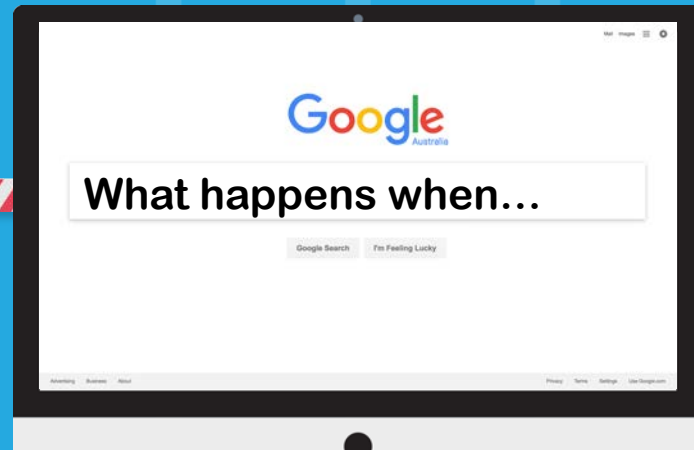 Mail Images
Google
Australia
What happens when...
Google Search I'm Feeling Lucky
Advertising Business About Privacy Terms Settings Use Google.com